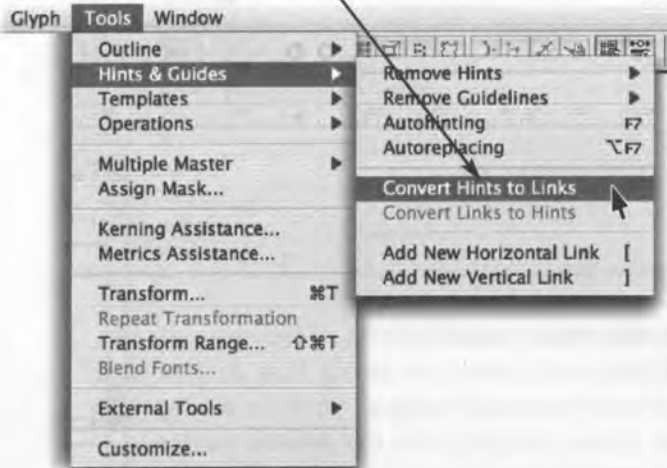 Glyph Tools Window
Outline
Hints & Guides
Templates
Operations
Multiple Master
Assign Mask...
Kerning Assistance...
Metrics Assistance...
Transform... ⌘T
Repeat Transformation
Transform Range... ⇧⌘T
Blend Fonts...
External Tools
Customize...
Remove Hints
Remove Guidelines
Autohinting F7
Autoreplacing ⌥F7
Convert Hints to Links
Convert Links to Hints
Add New Horizontal Link [
Add New Vertical Link ]